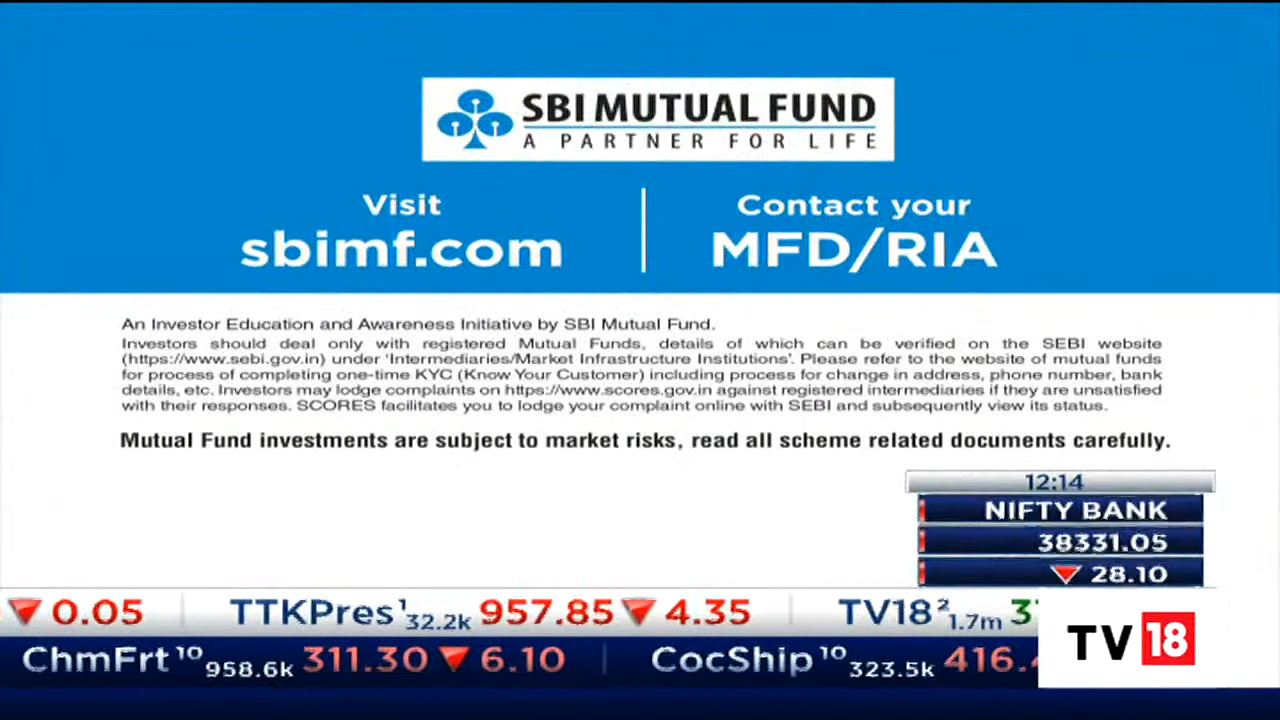 SBI MUTUAL FUND
A PARTNER FOR LIFE
Visit
sbimf.com
Contact your
MFD/RIA
An Investor Education and Awareness Initiative by SBI Mutual Fund.
Investors should deal only with registered Mutual Funds, details of which can be verified on the SEBI website
(https://www.sebi.gov.in) under 'Intermediaries/Market Infrastructure Institutions'. Please refer to the website of mutual funds
for process of completing one-time KYC (Know Your Customer) including process for change in address, phone number, bank
details, etc. Investors may lodge complaints on https://www.scores.gov.in against registered intermediaries if they are unsatisfied
with their responses. SCORES facilitates you to lodge your complaint online with SEBI and subsequently view its status.
Mutual Fund investments are subject to market risks, read all scheme related documents carefully.
12:14
NIFTY BANK
38331.05
▼ 28.10
▼ 0.05 TTKPres¹ 32.2k 957.85 ▼ 4.35 TV18² 1.7m
ChmFrt¹⁰ 958.6k 311.30 ▼ 6.10 CocShip¹⁰ 323.5k 416.
TV18